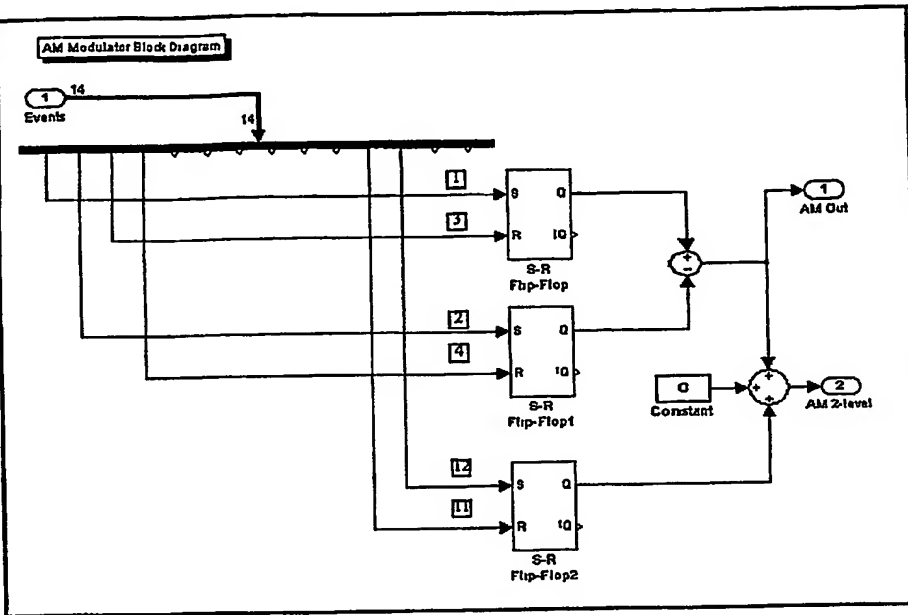 AM Modulator Block Diagram
1
14
Events
14
1
S
Q
3
R
!Q
S-R
Flip-Flop
1
AM Out
+
-
2
S
Q
4
R
!Q
S-R
Flip-Flop1
Constant
+
+
+
2
AM 2-level
12
S
Q
11
R
!Q
S-R
Flip-Flop2